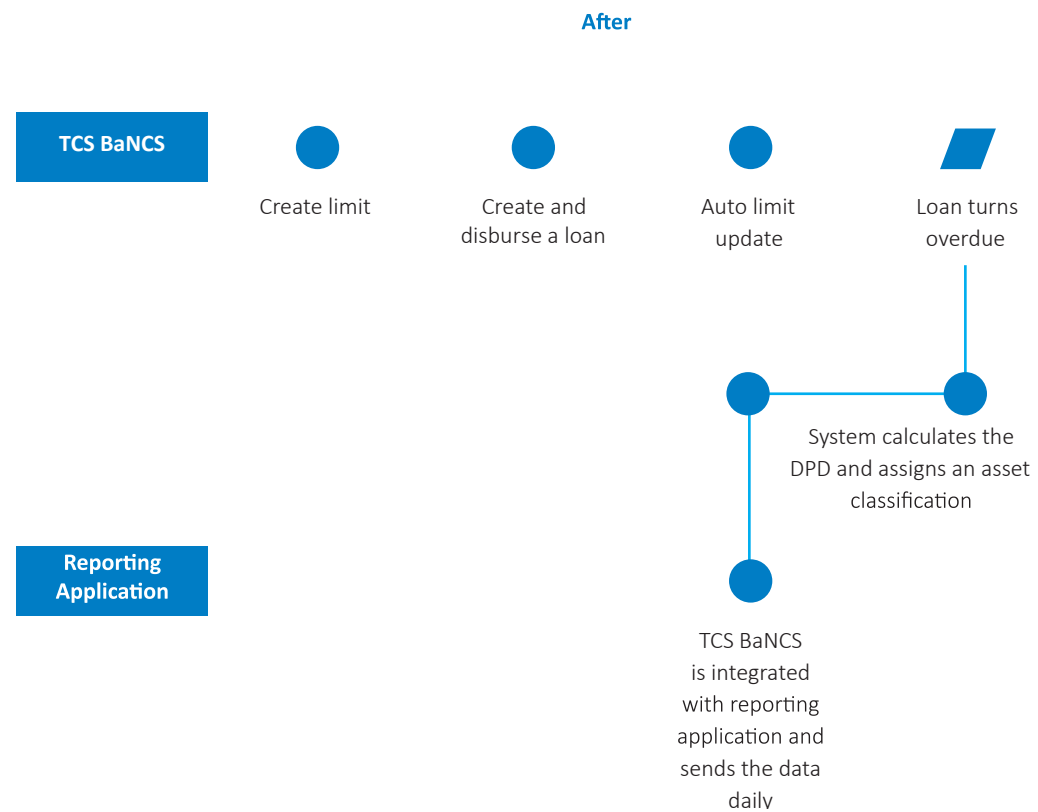 After
TCS BaNCS
Create limit
Create and
disburse a loan
Auto limit
update
Loan turns
overdue
System calculates the
DPD and assigns an asset
classification
Reporting
Application
TCS BaNCS
is integrated
with reporting
application and
sends the data
daily